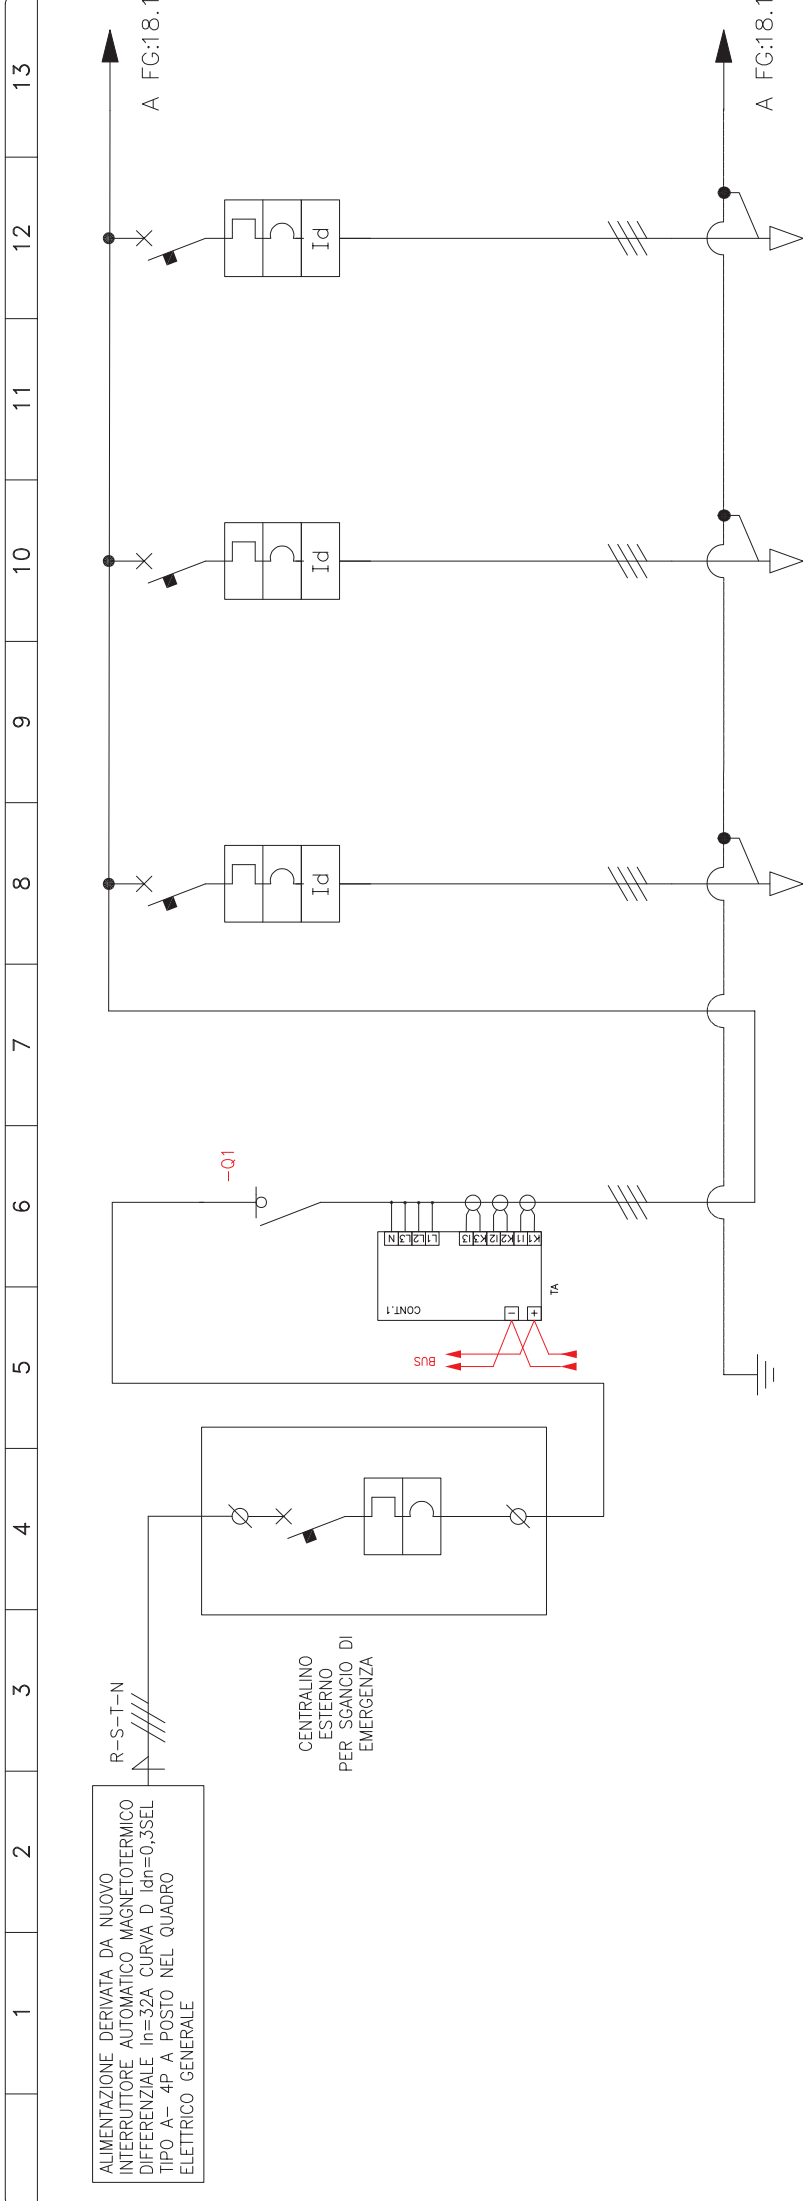 1
2
3
4
5
6
7
8
9
10
11
12
13
ALIMENTAZIONE DERIVATA DA NUOVO
INTERRUTTORE AUTOMATICO MAGNETOTERMICO
DIFFERENZIALE In=32A CURVA D Idn=0,3SEL
TIPO A- 4P A POSTO NEL QUADRO
ELETTRICO GENERALE
R-S-T-N
CENTRALINO
ESTERNO
PER SGANCIO DI
EMERGENZA
BUS
CONT.1
-
+
TA
N
L3
L2
L1
I3
K3
I2
K2
I1
K1
-Q1
Id
Id
Id
A FG:18.1
A FG:18.1